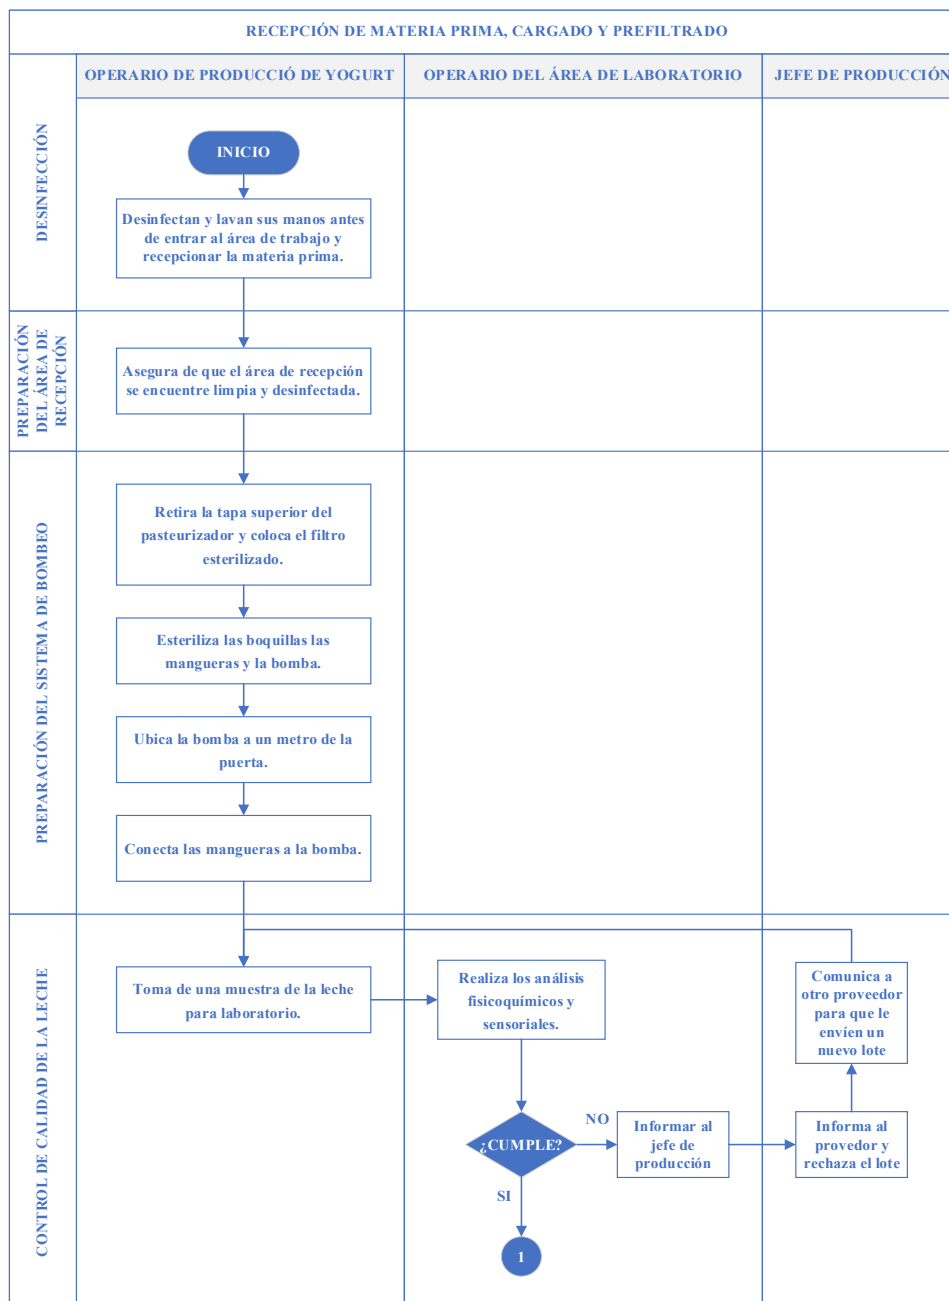 RECEPCIÓN DE MATERIA PRIMA, CARGADO Y PREFILTRADO
OPERARIO DE PRODUCCIÓ DE YOGURT
OPERARIO DEL ÁREA DE LABORATORIO
JEFE DE PRODUCCIÓN
DESINFECCIÓN
INICIO
Desinfectan y lavan sus manos antes
de entrar al área de trabajo y
recepcionar la materia prima.
PREPARACIÓN
DEL ÁREA DE
RECEPCIÓN
Asegura de que el área de recepción
se encuentre limpia y desinfectada.
PREPARACIÓN DEL SISTEMA DE BOMBEO
Retira la tapa superior del
pasteurizador y coloca el filtro
esterilizado.
Esteriliza las boquillas las
mangueras y la bomba.
Ubica la bomba a un metro de la
puerta.
Conecta las mangueras a la bomba.
CONTROL DE CALIDAD DE LA LECHE
Toma de una muestra de la leche
para laboratorio.
Realiza los análisis
fisicoquímicos y
sensoriales.
Comunica a
otro proveedor
para que le
envíen un
nuevo lote
¿CUMPLE?
NO
Informar al
jefe de
producción
Informa al
provedor y
rechaza el lote
SI
1